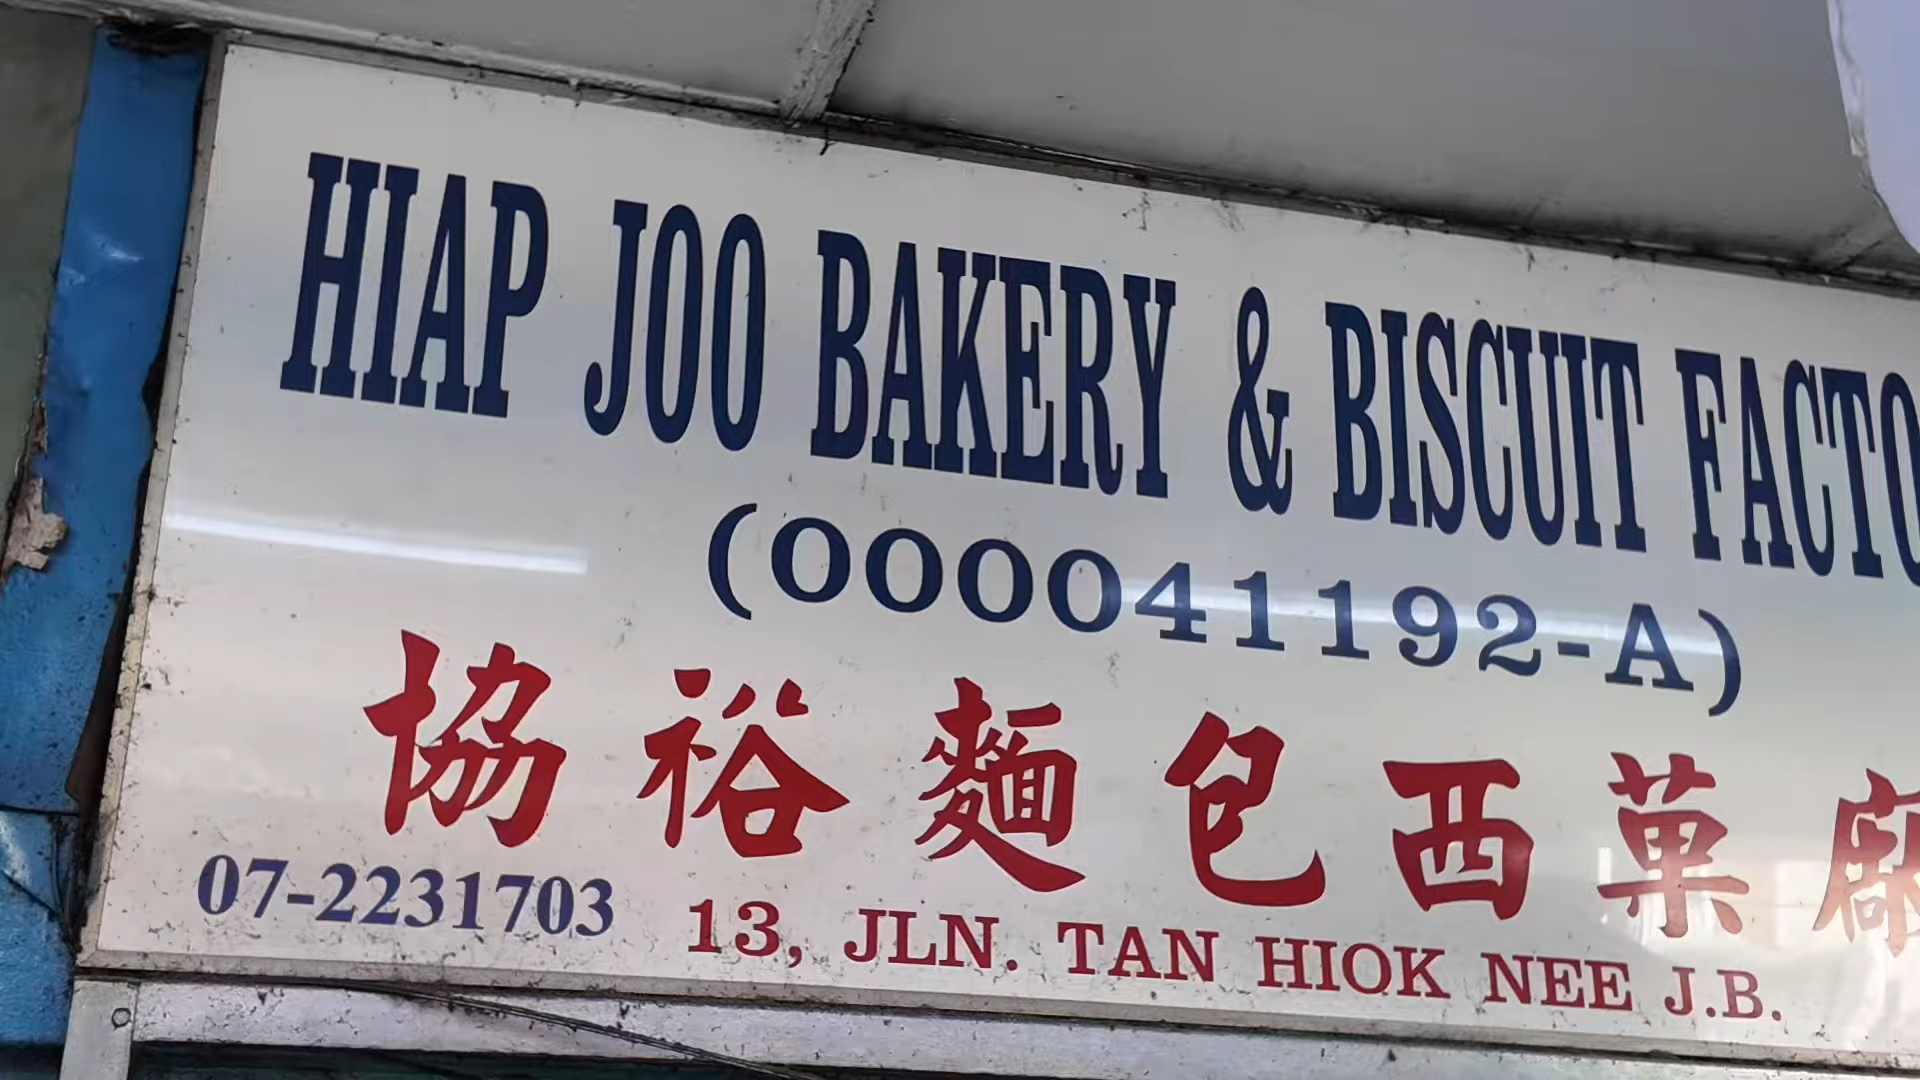 HIAP JOO BAKERY & BISCUIT FACTO
(000041192-A)
協裕麵包西菓廠
07-2231703
13, JLN. TAN HIOK NEE J.B.